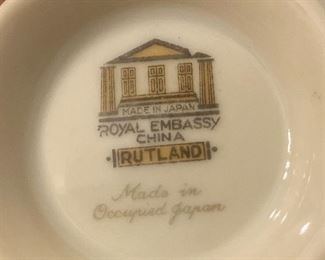 MADE IN JAPAN
ROYAL EMBASSY
CHINA
RUTLAND
Made in
Occupied Japan